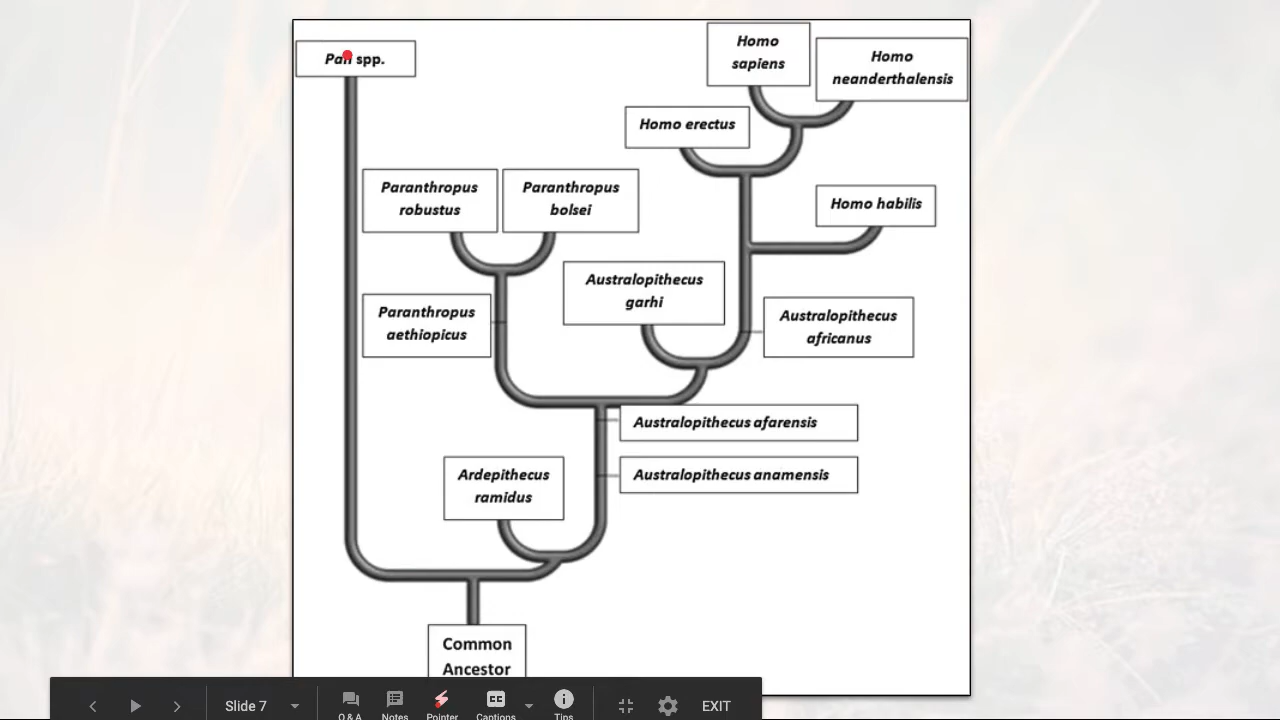 Pan spp.
Homo
sapiens
Homo
neanderthalensis
Homo erectus
Paranthropus
robustus
Paranthropus
bolsei
Homo habilis
Australopithecus
garhi
Paranthropus
aethiopicus
Australopithecus
africanus
Australopithecus afarensis
Ardepithecus
ramidus
Australopithecus anamensis
Common
Ancestor
Slide 7
Q & A
Notes
Pointer
CC
Captions
Tips
EXIT